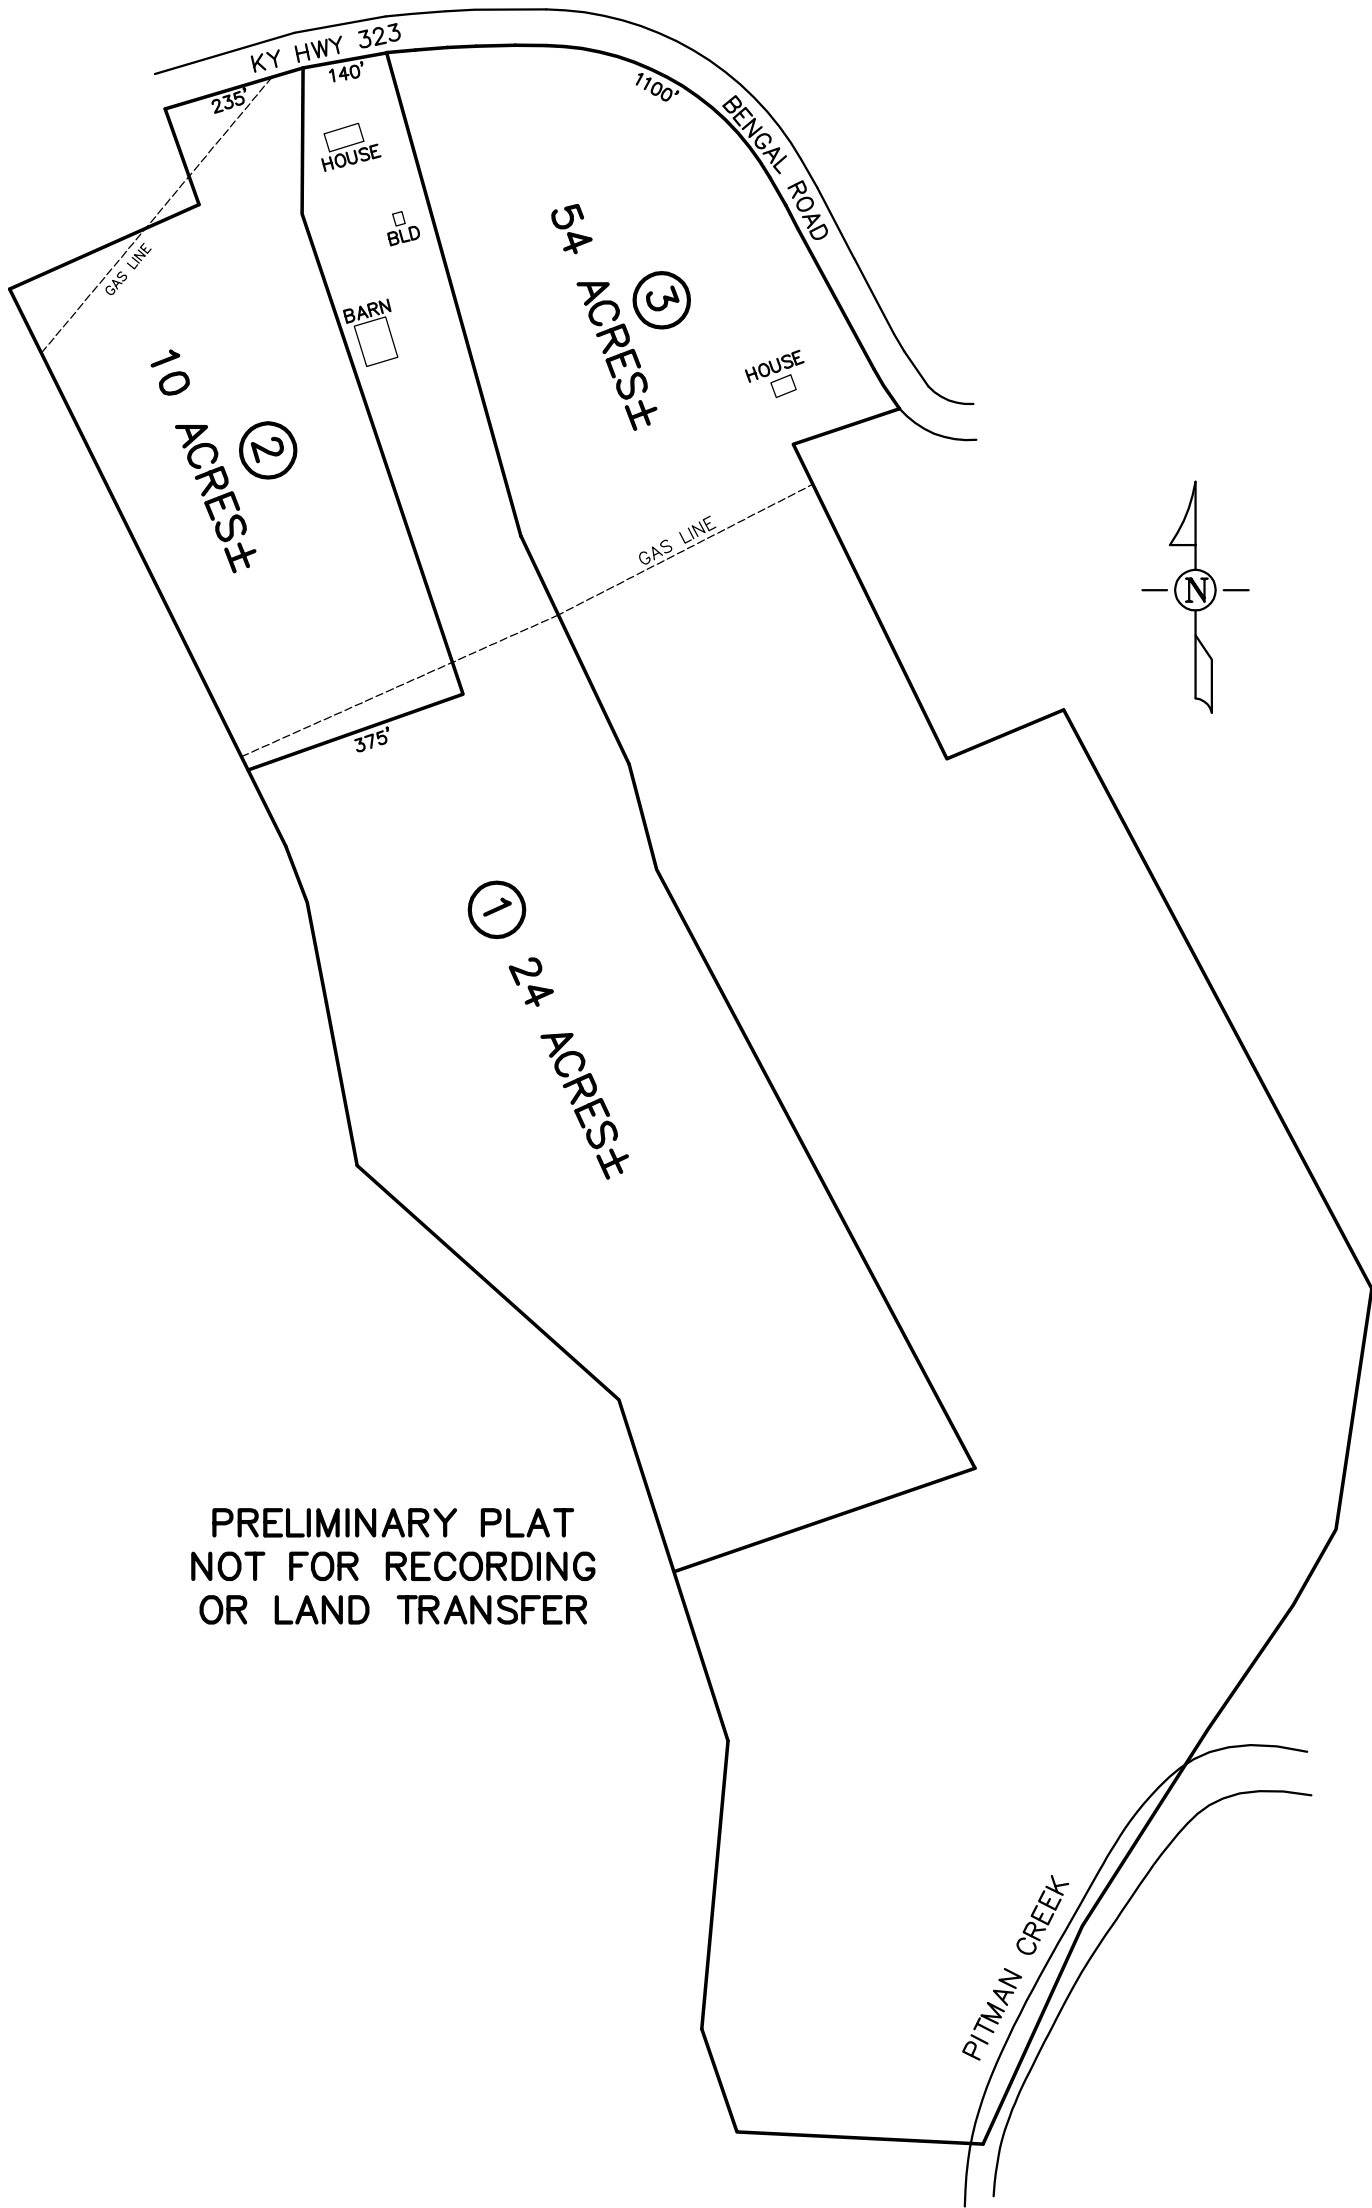 KY HWY 323
235'
140'
1100'
BENGAL ROAD
HOUSE
BLD
BARN
GAS LINE
54 ACRES±
3
HOUSE
10 ACRES±
2
GAS LINE
N
375'
1
24 ACRES±
PRELIMINARY PLAT
NOT FOR RECORDING
OR LAND TRANSFER
PITMAN CREEK